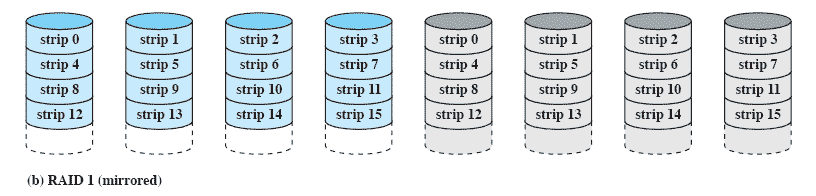 strip 0 strip 1 strip 2 strip 3 strip 0 strip 1 strip 2 strip 3
strip 4 strip 5 strip 6 strip 7 strip 4 strip 5 strip 6 strip 7
strip 8 strip 9 strip 10 strip 11 strip 8 strip 9 strip 10 strip 11
strip 12 strip 13 strip 14 strip 15 strip 12 strip 13 strip 14 strip 15
(b) RAID 1 (mirrored)